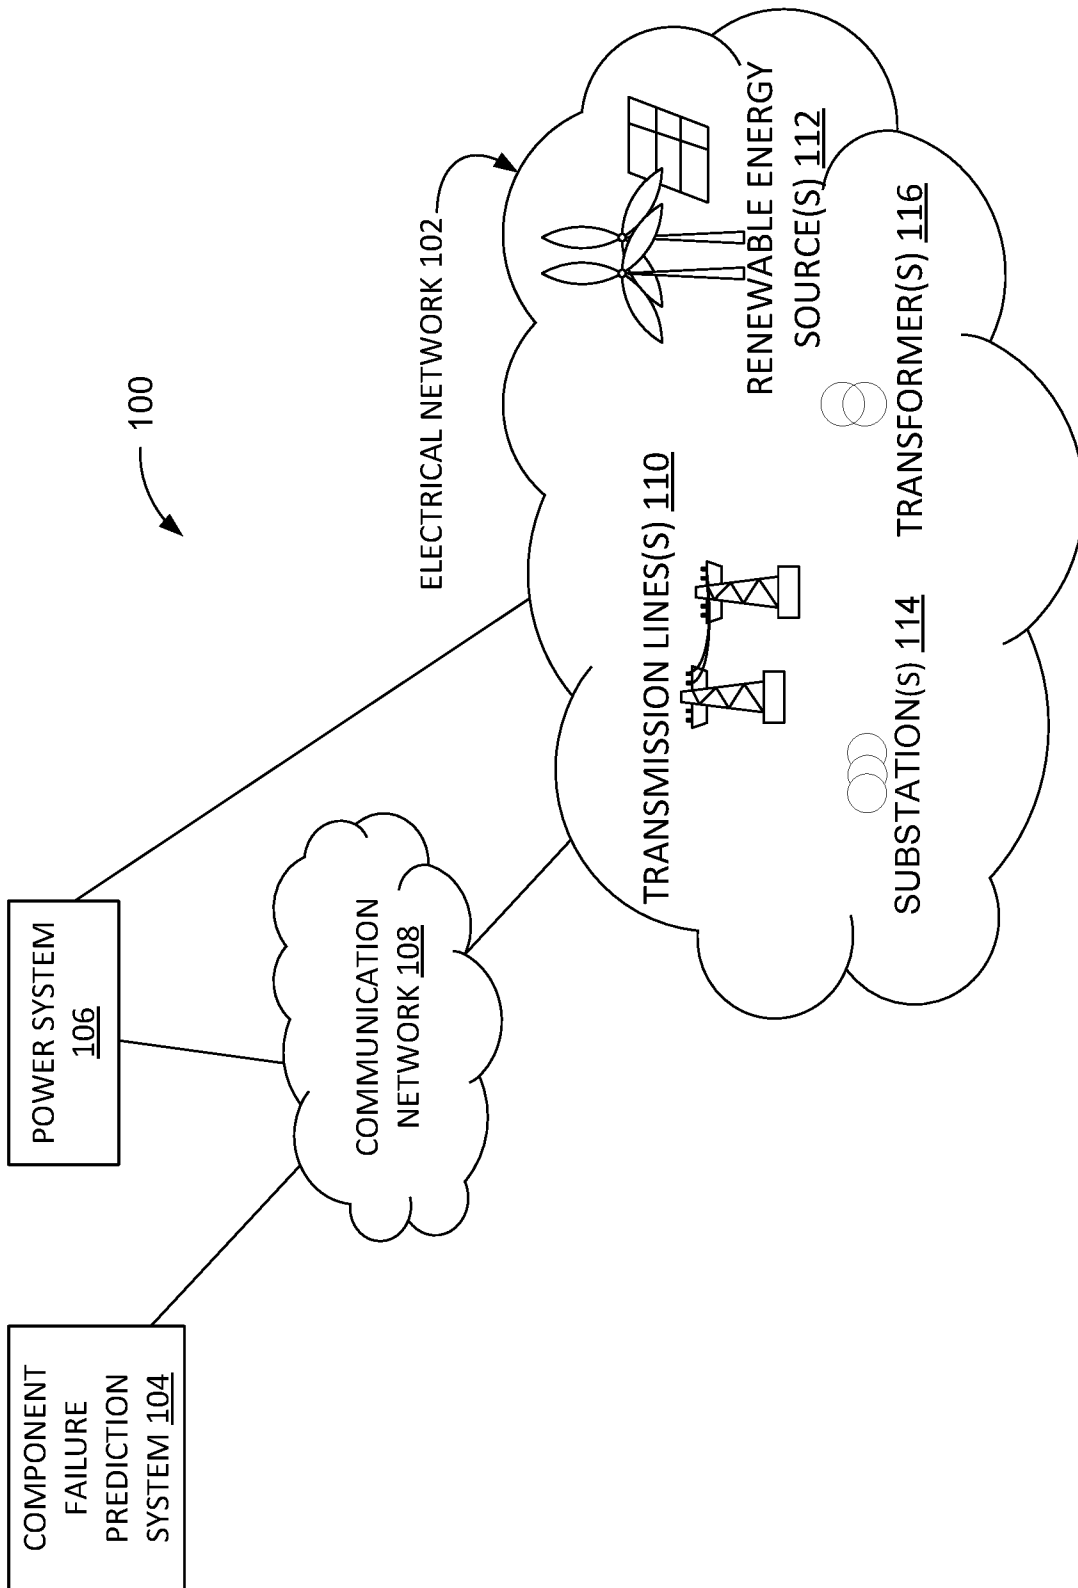 100
COMPONENT
FAILURE
PREDICTION
SYSTEM 104
POWER SYSTEM
106
COMMUNICATION
NETWORK 108
ELECTRICAL NETWORK 102
TRANSMISSION LINES(S) 110
RENEWABLE ENERGY
SOURCE(S) 112
SUBSTATION(S) 114
TRANSFORMER(S) 116